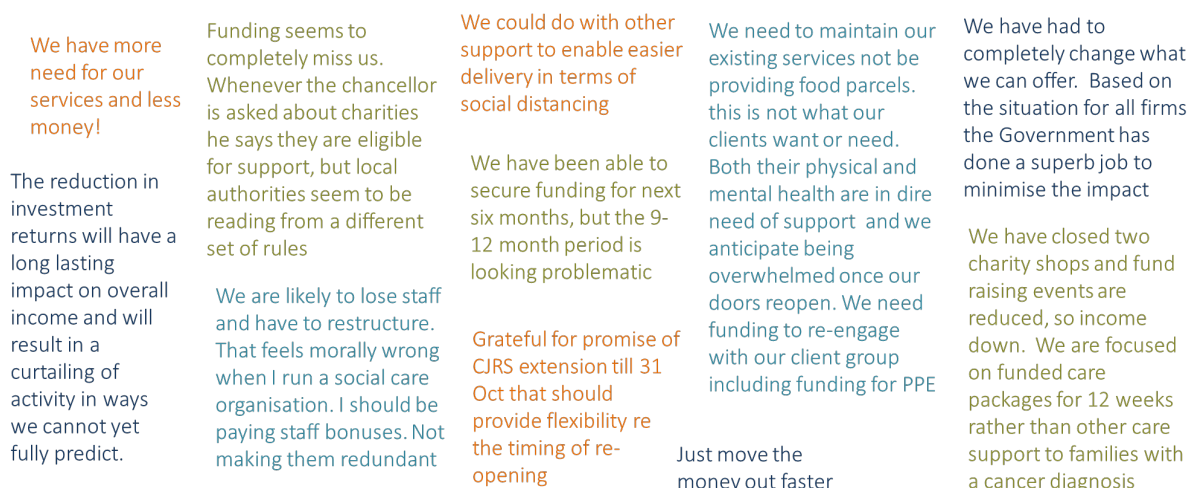 We have more
need for our
services and less
money!
The reduction in
investment
returns will have a
long lasting
impact on overall
income and will
result in a
curtailing of
activity in ways
we cannot yet
fully predict.
Funding seems to
completely miss us.
Whenever the chancellor
is asked about charities
he says they are eligible
for support, but local
authorities seem to be
reading from a different
set of rules
We are likely to lose staff
and have to restructure.
That feels morally wrong
when I run a social care
organisation. I should be
paying staff bonuses. Not
making them redundant
We could do with other
support to enable easier
delivery in terms of
social distancing
We have been able to
secure funding for next
six months, but the 9-
12 month period is
looking problematic
Grateful for promise of
CJRS extension till 31
Oct that should
provide flexibility re
the timing of re-
opening
We need to maintain our
existing services not be
providing food parcels.
this is not what our
clients want or need.
Both their physical and
mental health are in dire
need of support and we
anticipate being
overwhelmed once our
doors reopen. We need
funding to re-engage
with our client group
including funding for PPE
Just move the
money out faster
We have had to
completely change what
we can offer. Based on
the situation for all firms
the Government has
done a superb job to
minimise the impact
We have closed two
charity shops and fund
raising events are
reduced, so income
down. We are focused
on funded care
packages for 12 weeks
rather than other care
support to families with
a cancer diagnosis